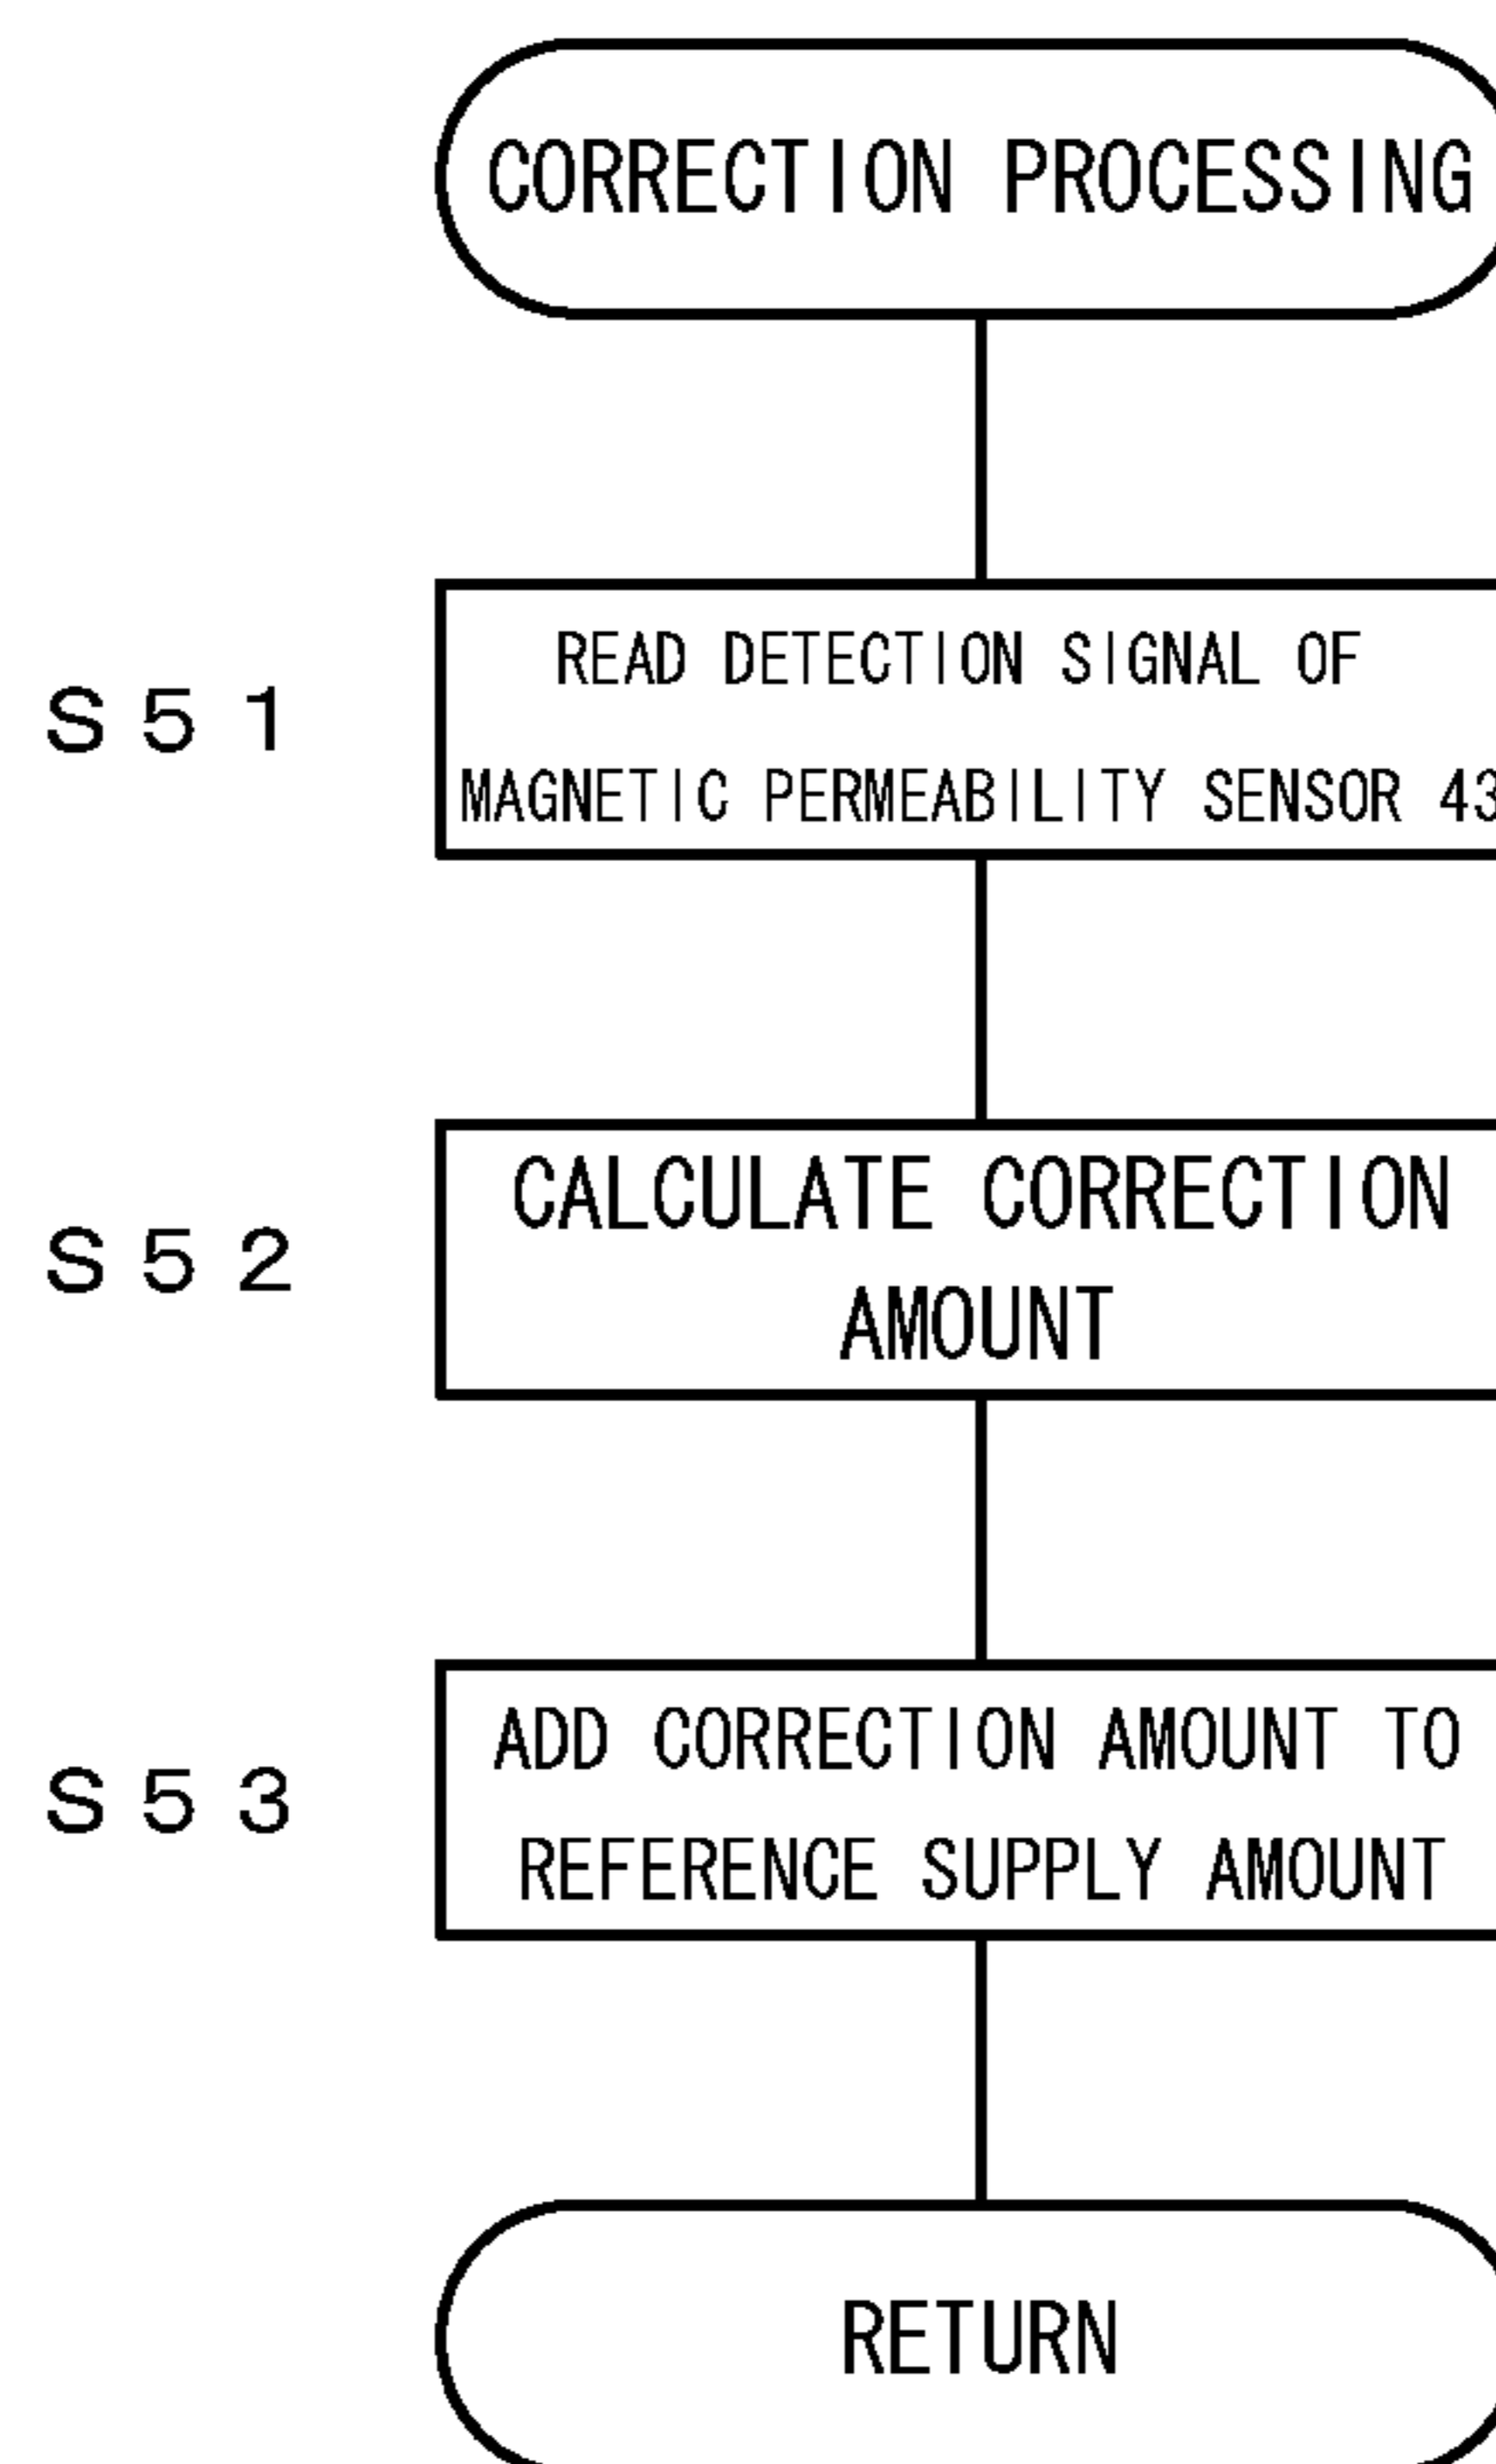 CORRECTION PROCESSING
S51
READ DETECTION SIGNAL OF
MAGNETIC PERMEABILITY SENSOR 43
S52
CALCULATE CORRECTION
AMOUNT
S53
ADD CORRECTION AMOUNT TO
REFERENCE SUPPLY AMOUNT
RETURN